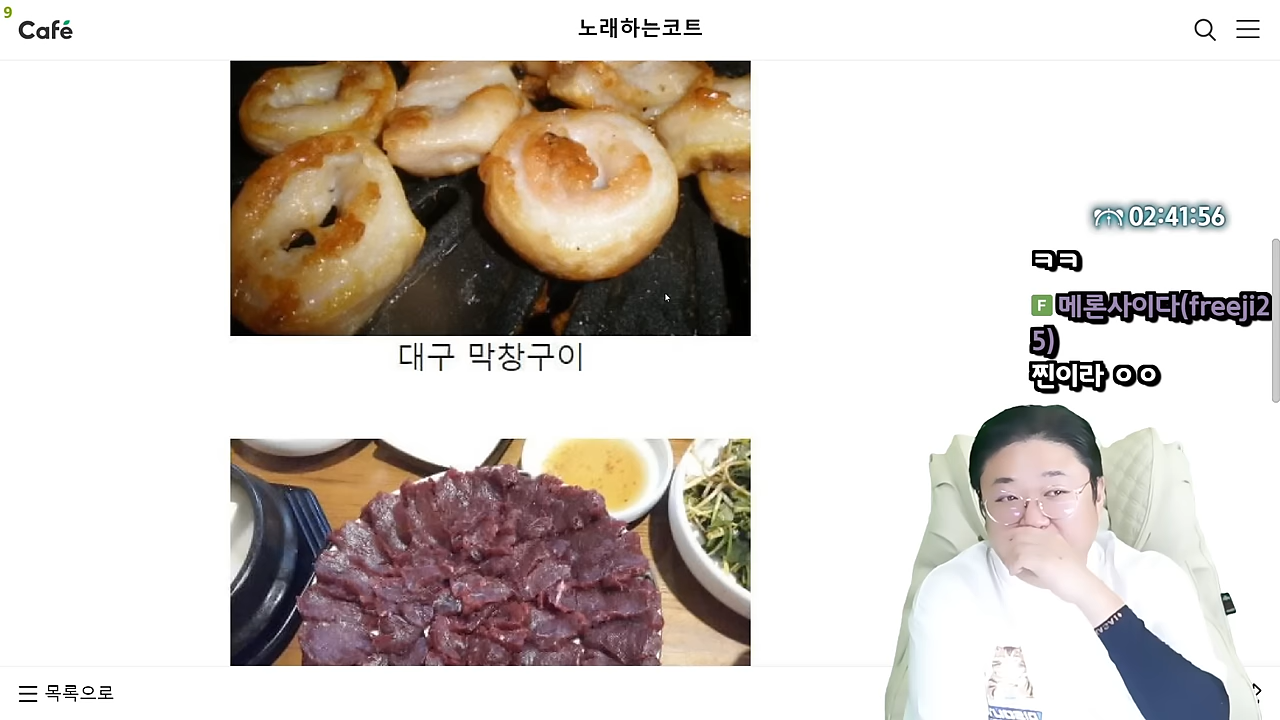 9
Café
노래하는코트
02:41:56
ㅋㅋ
F 메론사이다(freeji2
5)
찐이라 ㅇㅇ
대구 막창구이
목록으로